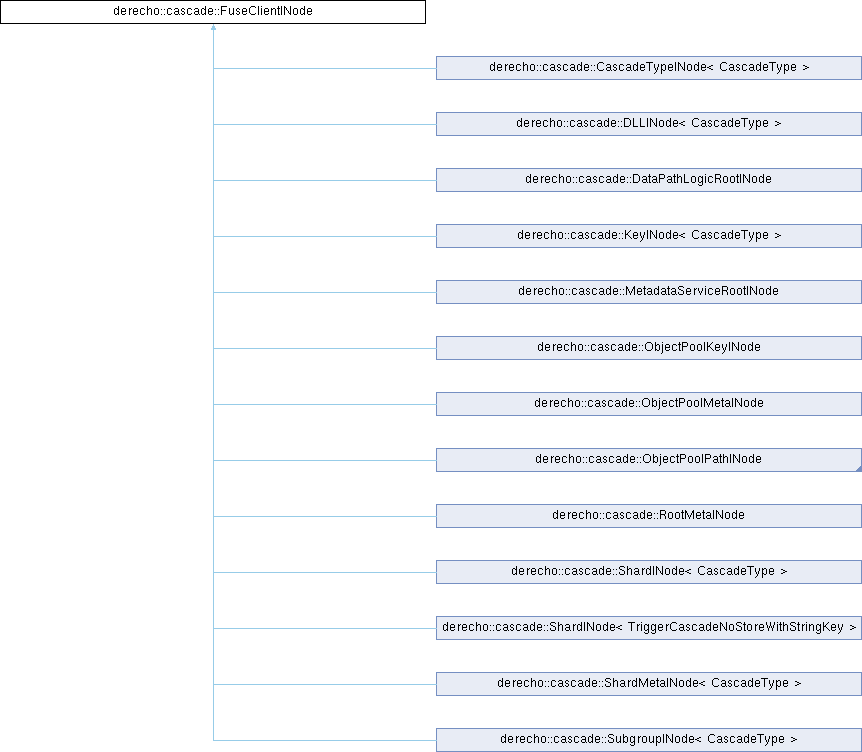 derecho::cascade::FuseClientINode
derecho::cascade::CascadeTypeINode< CascadeType >
derecho::cascade::DLLINode< CascadeType >
derecho::cascade::DataPathLogicRootINode
derecho::cascade::KeyINode< CascadeType >
derecho::cascade::MetadataServiceRootINode
derecho::cascade::ObjectPoolKeyINode
derecho::cascade::ObjectPoolMetaINode
derecho::cascade::ObjectPoolPathINode
derecho::cascade::RootMetaINode
derecho::cascade::ShardINode< CascadeType >
derecho::cascade::ShardINode< TriggerCascadeNoStoreWithStringKey >
derecho::cascade::ShardMetaINode< CascadeType >
derecho::cascade::SubgroupINode< CascadeType >